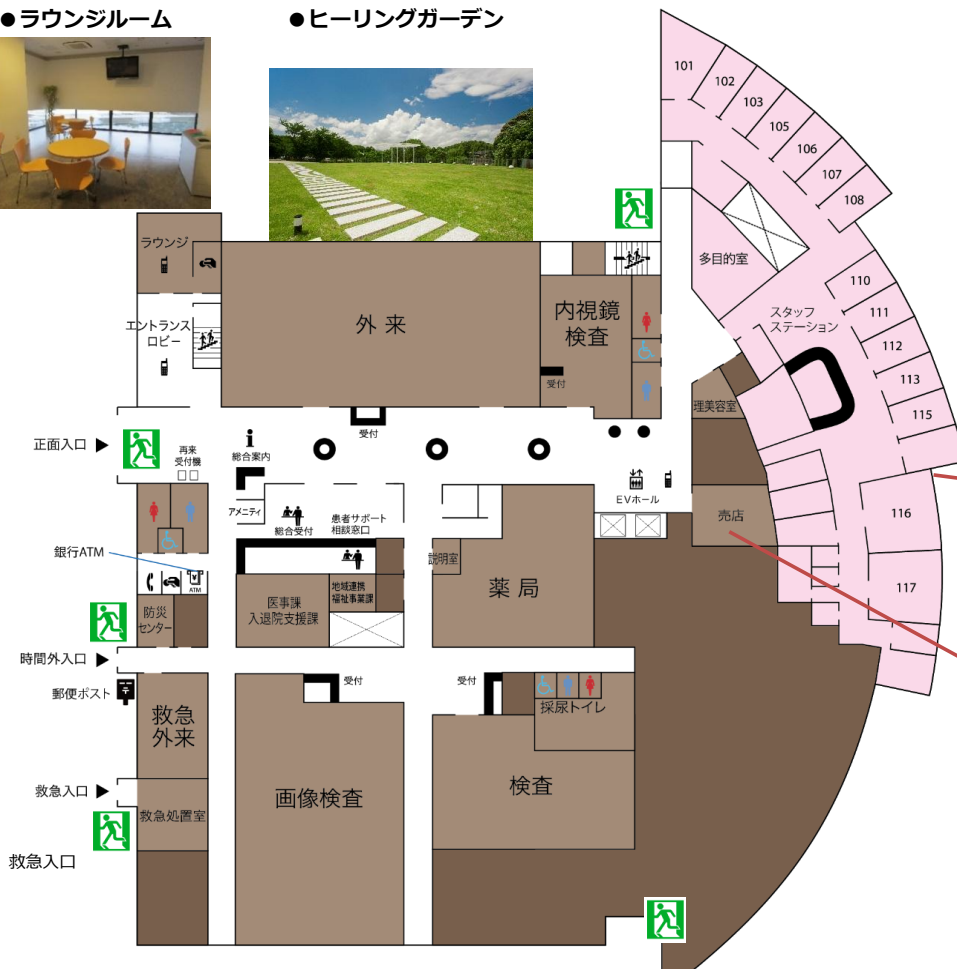 ●ラウンジルーム
●ヒーリングガーデン
101
102
103
105
106
107
108
多目的室
スタッフ
ステーション
110
111
112
113
115
116
117
ラウンジ
エントランス
ロビー
外来
内視鏡
検査
受付
理美容室
正面入口
再来
受付機
総合案内
受付
EVホール
アメニティ
総合受付
患者サポート
相談窓口
売店
銀行ATM
ATM
説明室
薬局
防災
センター
医事課
入退院支援課
地域連携
福祉事業課
時間外入口
郵便ポスト
受付
受付
採尿トイレ
救急
外来
画像検査
検査
救急入口
救急処置室
救急入口